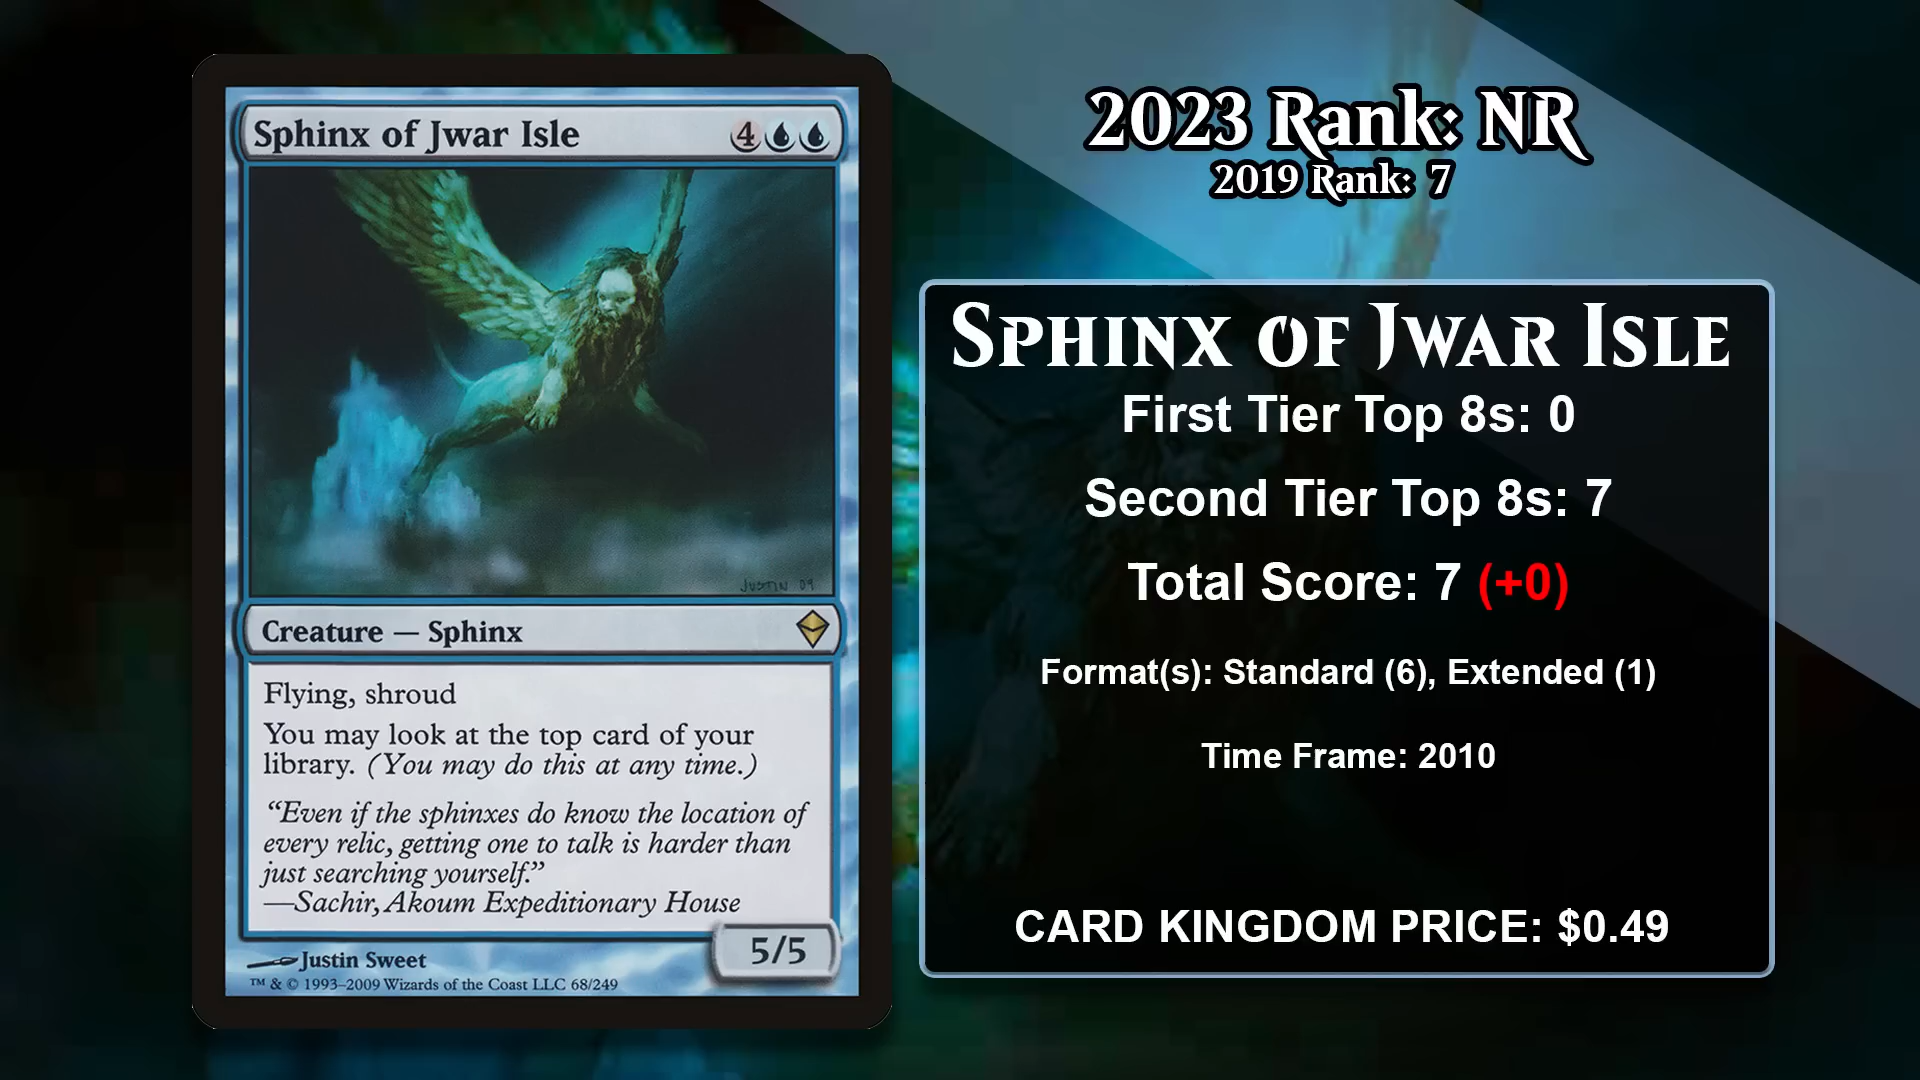 Sphinx of Jwar Isle 4
JUSTIN 09
Creature — Sphinx
Flying, shroud
You may look at the top card of your
library. (You may do this at any time.)
“Even if the sphinxes do know the location of
every relic, getting one to talk is harder than
just searching yourself.”
—Sachir, Akoum Expeditionary House
5/5
Justin Sweet
™ & © 1993–2009 Wizards of the Coast LLC 68/249
2023 Rank: NR
2019 Rank: 7
Sphinx of Jwar Isle
First Tier Top 8s: 0
Second Tier Top 8s: 7
Total Score: 7 (+0)
Format(s): Standard (6), Extended (1)
Time Frame: 2010
CARD KINGDOM PRICE: $0.49